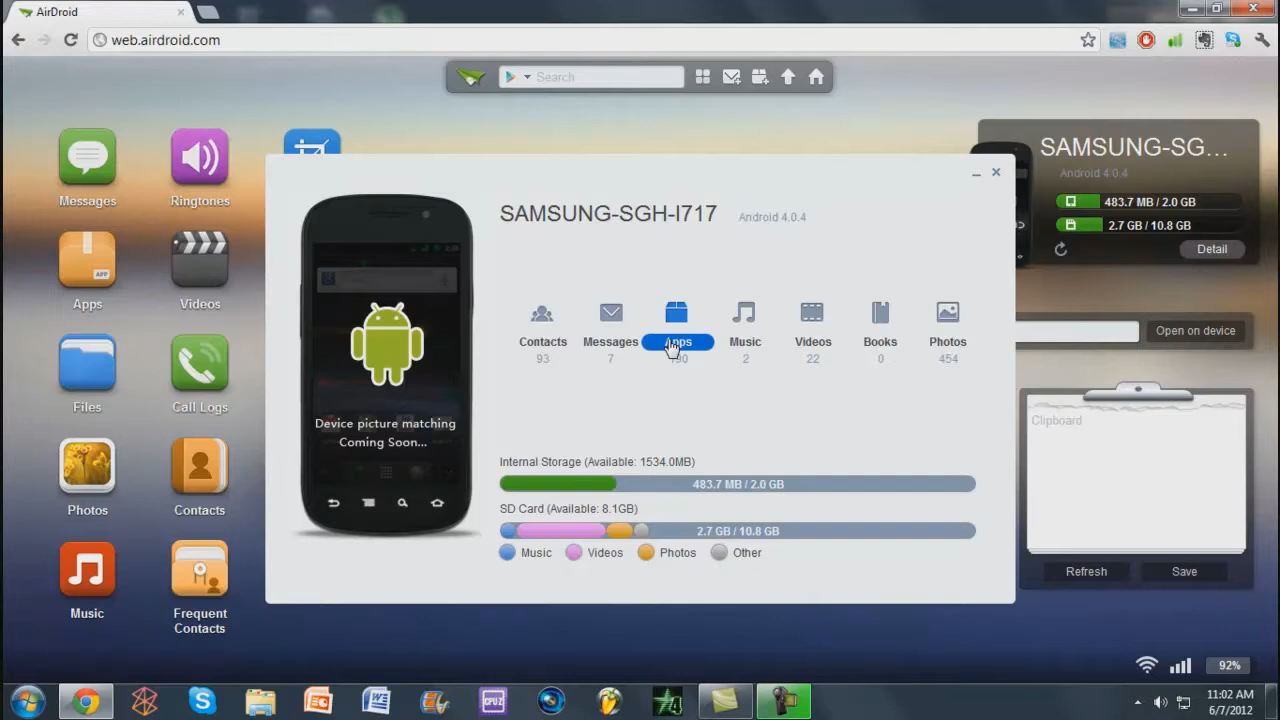 AirDroid
web.airdroid.com
Search
Messages
Ringtones
Apps
APP
Videos
Files
Call Logs
Photos
Contacts
Music
Frequent
Contacts
SAMSUNG-SG...
Android 4.0.4
483.7 MB / 2.0 GB
2.7 GB / 10.8 GB
Detail
Open on device
Clipboard
Refresh
Save
SAMSUNG-SGH-I717
Android 4.0.4
Device picture matching
Coming Soon...
Contacts
Messages
Apps
Music
Videos
Books
Photos
93
7
2
22
0
454
Internal Storage (Available: 1534.0MB)
483.7 MB / 2.0 GB
SD Card (Available: 8.1GB)
2.7 GB / 10.8 GB
Music
Videos
Photos
Other
92%
CPU-Z
11:02 AM
6/7/2012